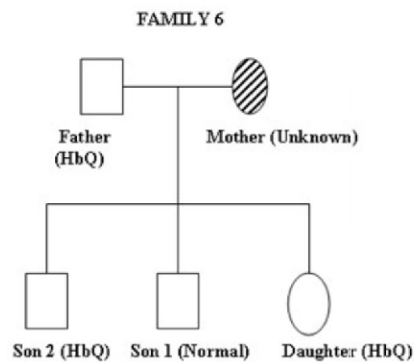 FAMILY 6
Father
(HbQ)
Mother (Unknown)
Son 2 (HbQ)
Son 1 (Normal)
Daughter (HbQ)